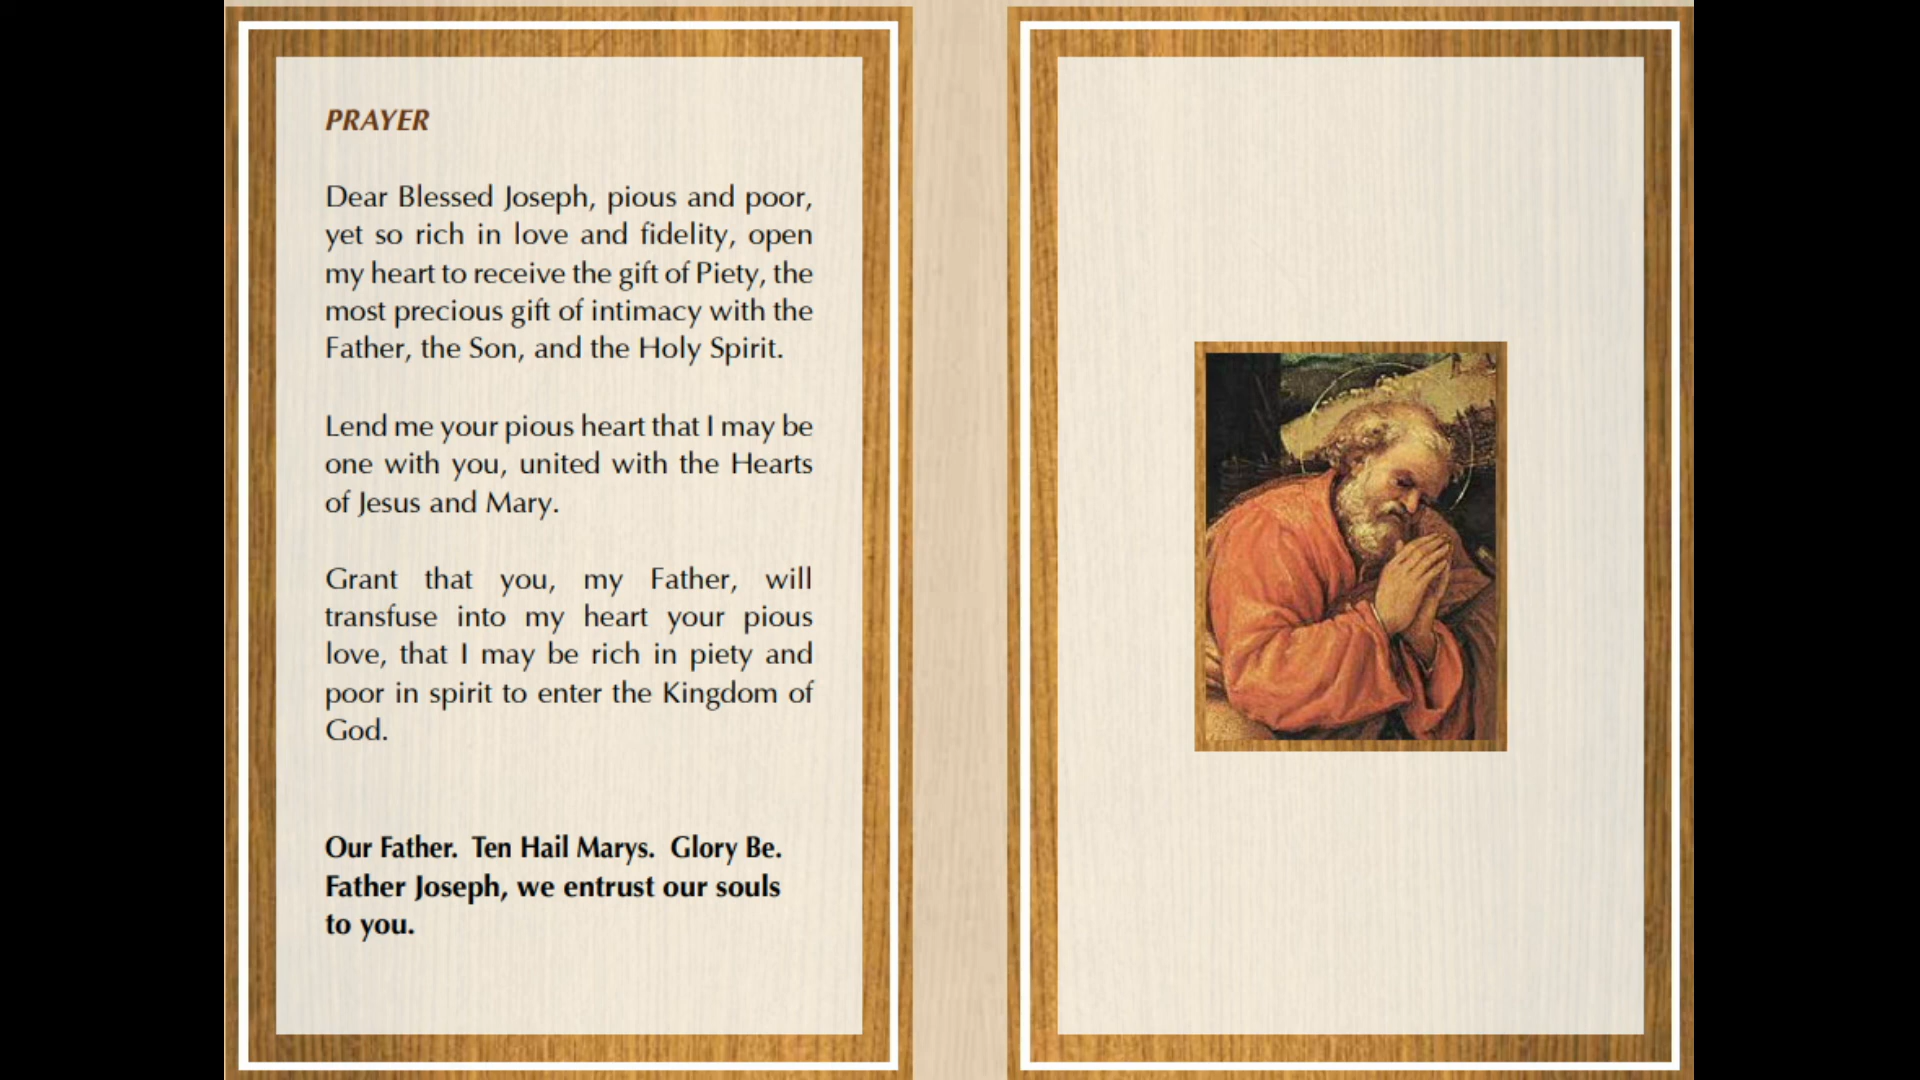 PRAYER
Dear Blessed Joseph, pious and poor,
yet so rich in love and fidelity, open
my heart to receive the gift of Piety, the
most precious gift of intimacy with the
Father, the Son, and the Holy Spirit.
Lend me your pious heart that I may be
one with you, united with the Hearts
of Jesus and Mary.
Grant that you, my Father, will
transfuse into my heart your pious
love, that I may be rich in piety and
poor in spirit to enter the Kingdom of
God.
Our Father. Ten Hail Marys. Glory Be.
Father Joseph, we entrust our souls
to you.